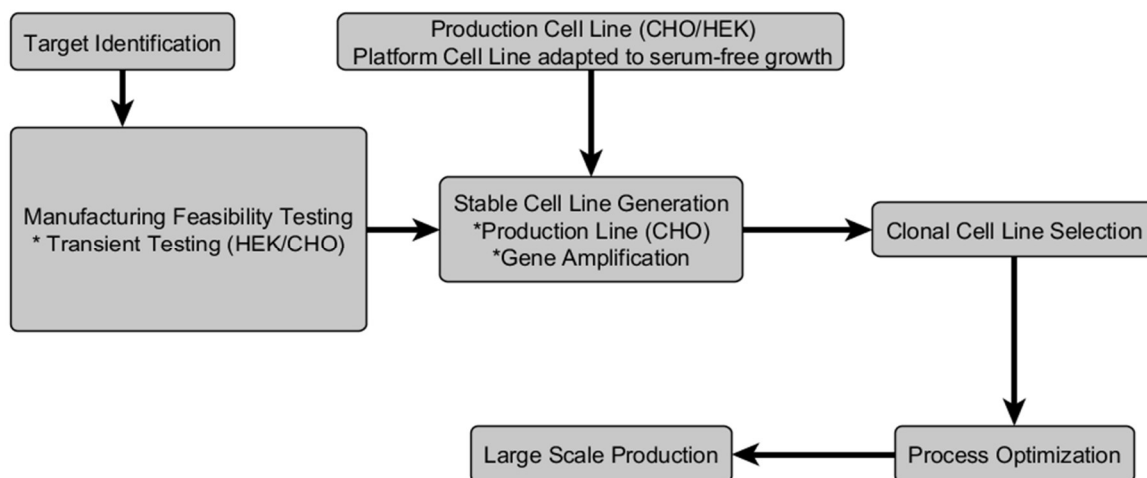 Target Identification
Production Cell Line (CHO/HEK)
Platform Cell Line adapted to serum-free growth
Manufacturing Feasibility Testing
* Transient Testing (HEK/CHO)
Stable Cell Line Generation
*Production Line (CHO)
*Gene Amplification
Clonal Cell Line Selection
Process Optimization
Large Scale Production